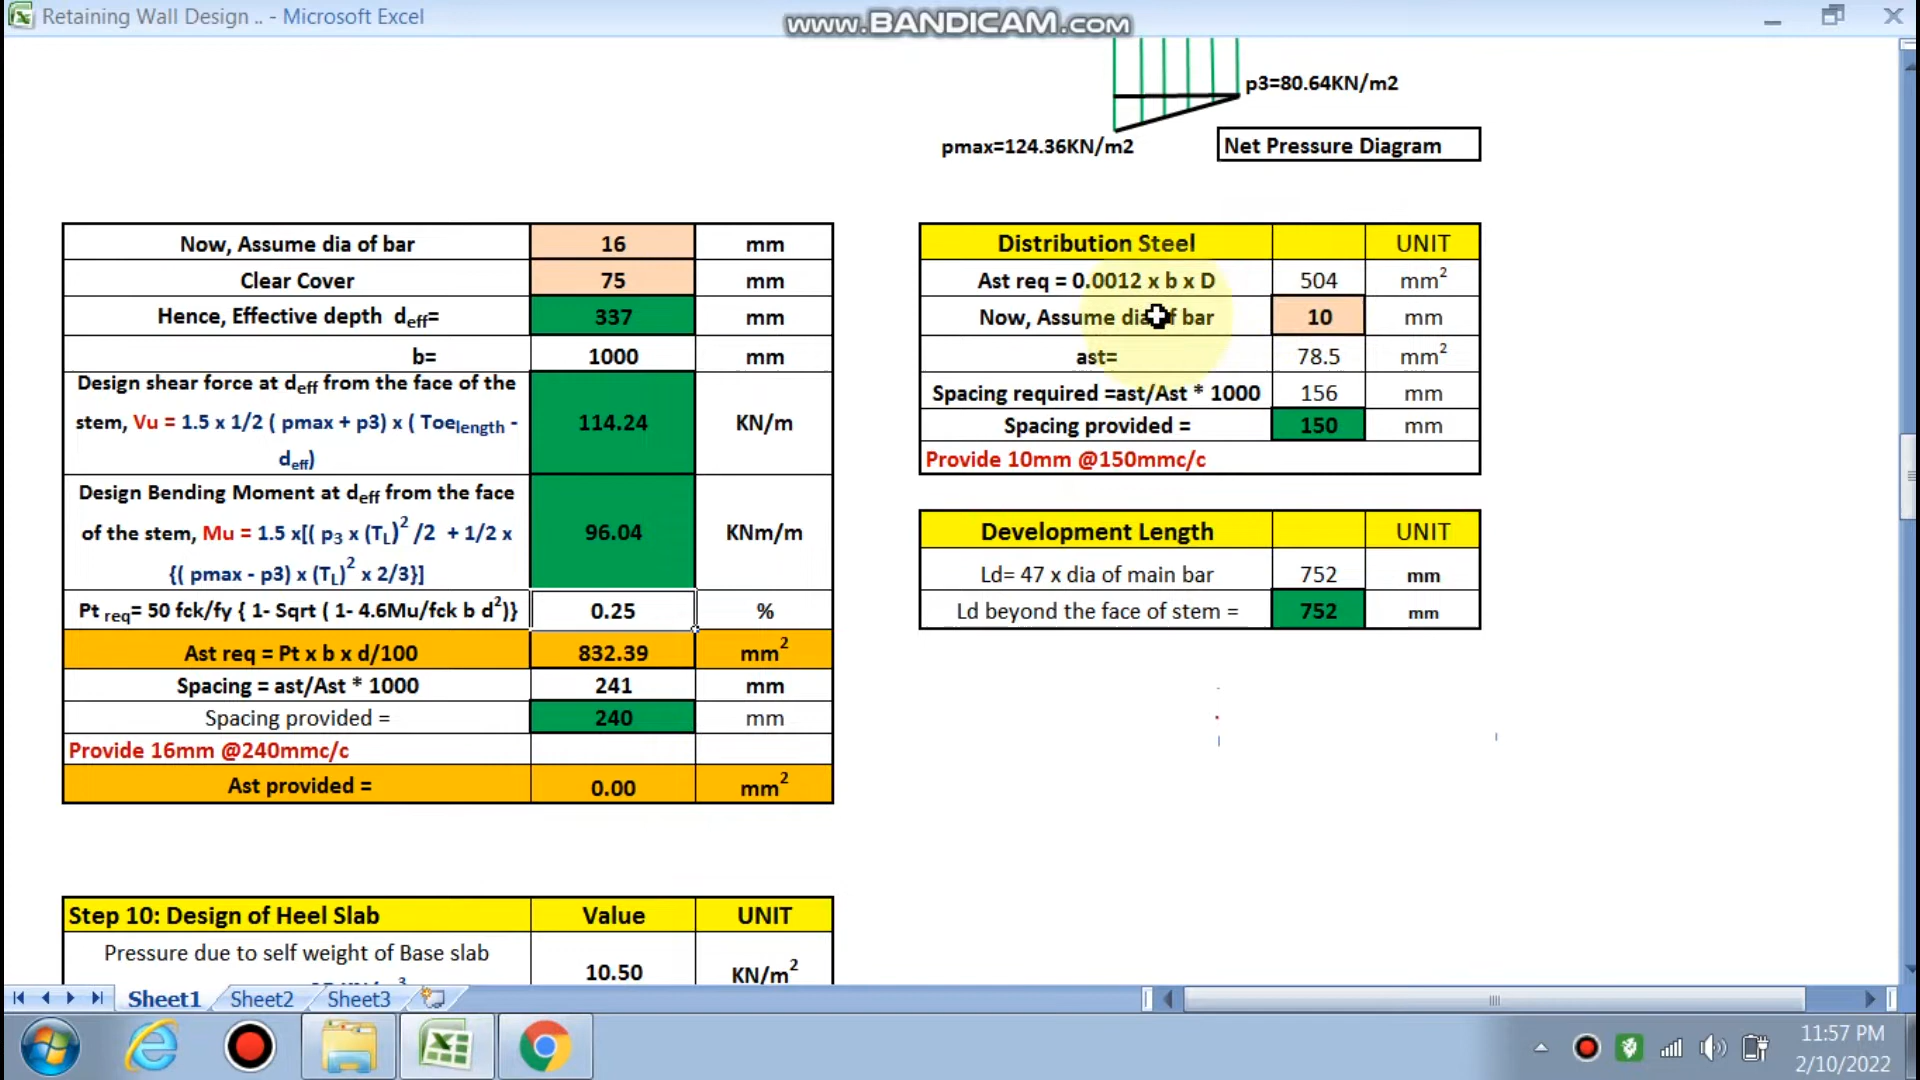 Retaining Wall Design .. - Microsoft Excel
www.BANDICAM.com
p3=80.64KN/m2
pmax=124.36KN/m2
Net Pressure Diagram
Now, Assume dia of bar 16 mm
Clear Cover 75 mm
Hence, Effective depth deff= 337 mm
b= 1000 mm
Design shear force at deff from the face of the
stem, Vu = 1.5 x 1/2 ( pmax + p3) x ( Toelength - 114.24 KN/m
deff)
Design Bending Moment at deff from the face
of the stem, Mu = 1.5 x[( p3 x (TL)2 /2 + 1/2 x 96.04 KNm/m
{( pmax - p3) x (TL)2 x 2/3}]
Pt req= 50 fck/fy { 1- Sqrt ( 1- 4.6Mu/fck b d2)} 0.25 %
Ast req = Pt x b x d/100 832.39 mm2
Spacing = ast/Ast * 1000 241 mm
Spacing provided = 240 mm
Provide 16mm @240mmc/c
Ast provided = 0.00 mm2
Distribution Steel UNIT
Ast req = 0.0012 x b x D 504 mm2
Now, Assume dia of bar 10 mm
ast= 78.5 mm2
Spacing required =ast/Ast * 1000 156 mm
Spacing provided = 150 mm
Provide 10mm @150mmc/c
Development Length UNIT
Ld= 47 x dia of main bar 752 mm
Ld beyond the face of stem = 752 mm
Step 10: Design of Heel Slab Value UNIT
Pressure due to self weight of Base slab
10.50 KN/m2
Sheet1 Sheet2 Sheet3
11:57 PM
2/10/2022